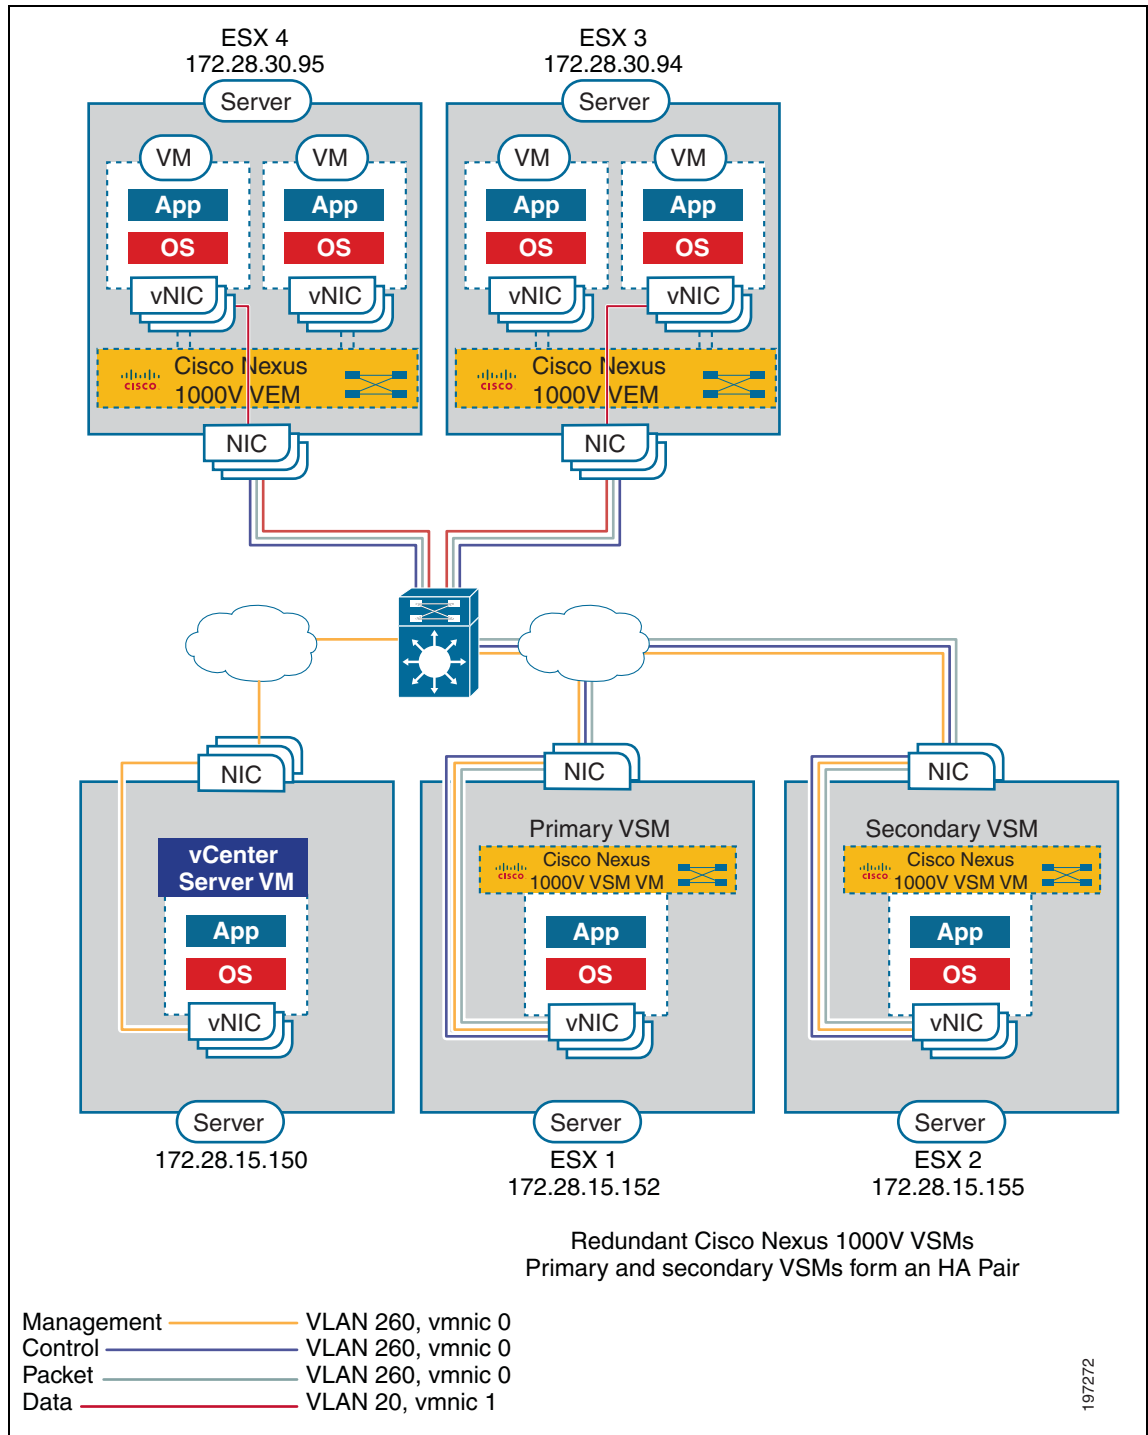 ESX 4
172.28.30.95
Server
VM
VM
App
App
OS
OS
vNIC
vNIC
CISCO
Cisco Nexus
1000V VEM
NIC
ESX 3
172.28.30.94
Server
VM
VM
App
App
OS
OS
vNIC
vNIC
CISCO
Cisco Nexus
1000V VEM
NIC
NIC
vCenter
Server VM
App
OS
vNIC
Server
172.28.15.150
NIC
Primary VSM
CISCO
Cisco Nexus
1000V VSM VM
App
OS
vNIC
Server
ESX 1
172.28.15.152
NIC
Secondary VSM
CISCO
Cisco Nexus
1000V VSM VM
App
OS
vNIC
Server
ESX 2
172.28.15.155
Redundant Cisco Nexus 1000V VSMs
Primary and secondary VSMs form an HA Pair
Management VLAN 260, vmnic 0
Control VLAN 260, vmnic 0
Packet VLAN 260, vmnic 0
Data VLAN 20, vmnic 1
197272